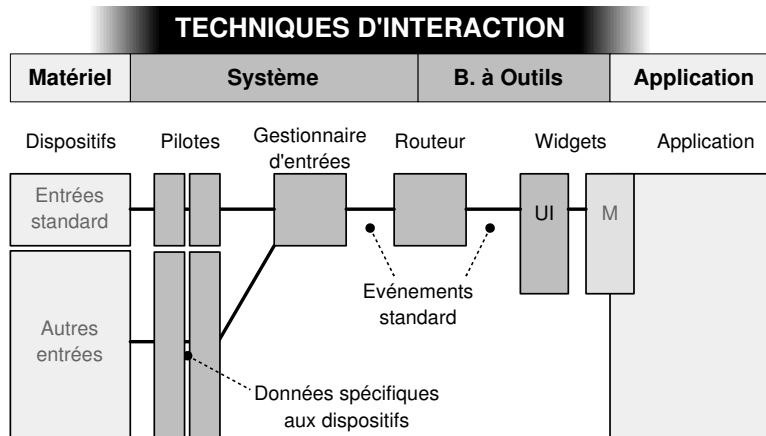 TECHNIQUES D'INTERACTION
Matériel Système B. à Outils Application
Dispositifs Pilotes Gestionnaire d'entrées Routeur Widgets Application
Entrées
standard
UI M
Evénements
standard
Autres
entrées
Données spécifiques
aux dispositifs